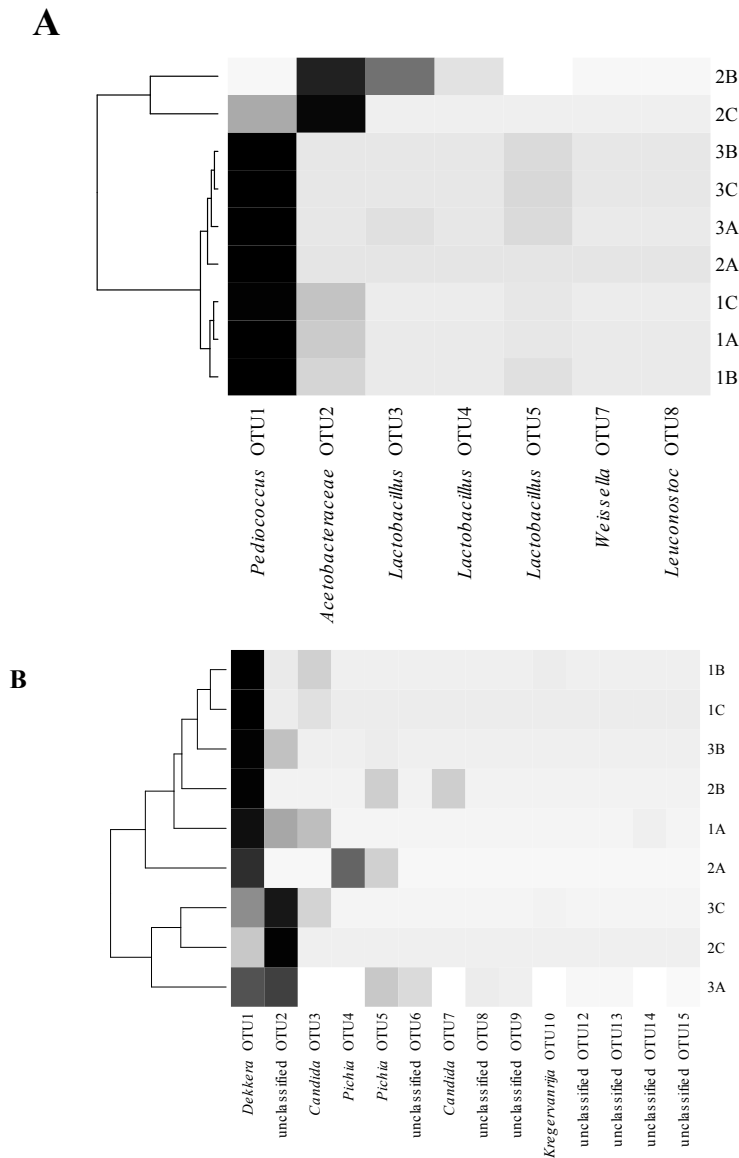 A
2B
2C
3B
3C
3A
2A
1C
1A
1B
Pediococcus OTU1
Acetobacteraceae OTU2
Lactobacillus OTU3
Lactobacillus OTU4
Lactobacillus OTU5
Weissella OTU7
Leuconostoc OTU8
B
1B
1C
3B
2B
1A
2A
3C
2C
3A
Dekkera OTU1
unclassified OTU2
Candida OTU3
Pichia OTU4
Pichia OTU5
unclassified OTU6
Candida OTU7
unclassified OTU8
unclassified OTU9
Kregervanrija OTU10
unclassified OTU12
unclassified OTU13
unclassified OTU14
unclassified OTU15